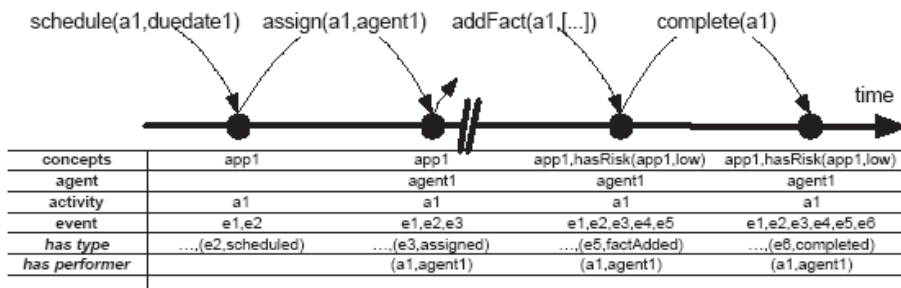 schedule(a1,duedate1) assign(a1,agent1) addFact(a1,[...]) complete(a1)
time
concepts app1 app1 app1,hasRisk(app1,low) app1,hasRisk(app1,low)
agent agent1 agent1 agent1
activity a1 a1 a1 a1
event e1,e2 e1,e2,e3 e1,e2,e3,e4,e5 e1,e2,e3,e4,e5,e6
has type ...,(e2,scheduled) ...,(e3,assigned) ...,(e5,factAdded) ...,(e6,completed)
has performer (a1,agent1) (a1,agent1) (a1,agent1)